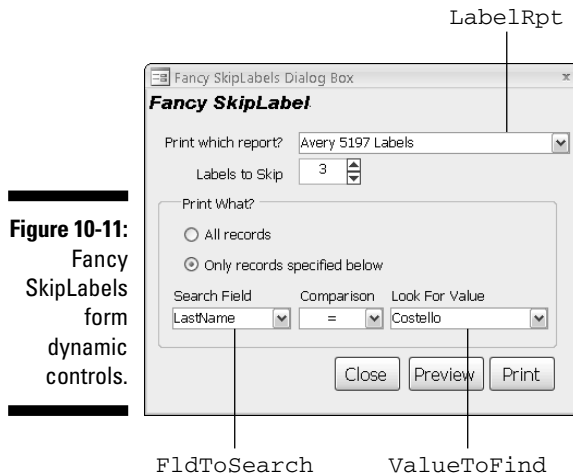 LabelRpt
Fancy SkipLabels Dialog Box
x
Fancy SkipLabel
Print which report? Avery 5197 Labels
Labels to Skip 3
Print What?
All records
Only records specified below
Search Field Comparison Look For Value
LastName = Costello
Close Preview Print
Figure 10-11:
Fancy
SkipLabels
form
dynamic
controls.
FldToSearch ValueToFind